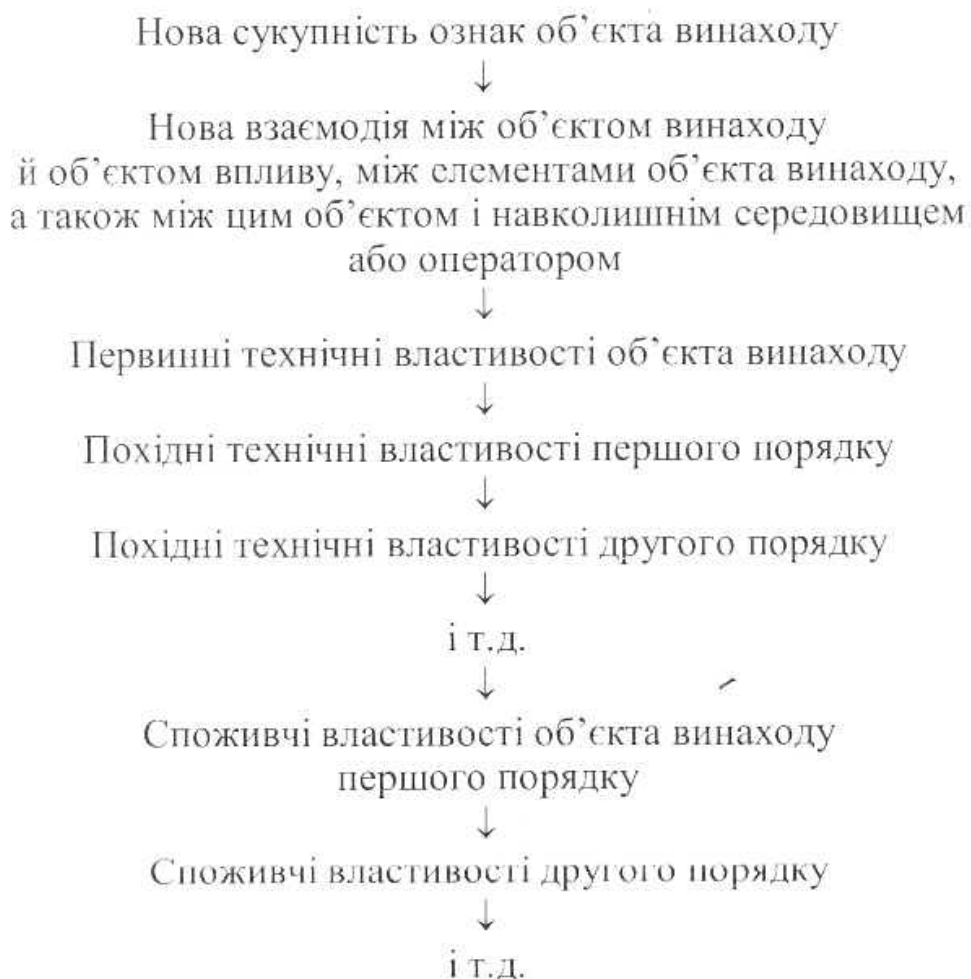 Нова сукупність ознак об’єкта винаходу
↓
Нова взаємодія між об’єктом винаходу
й об’єктом впливу, між елементами об’єкта винаходу,
а також між цим об’єктом і навколишнім середовищем
або оператором
↓
Первинні технічні властивості об’єкта винаходу
↓
Похідні технічні властивості першого порядку
↓
Похідні технічні властивості другого порядку
↓
і т.д.
↓
Споживчі властивості об’єкта винаходу
першого порядку
↓
Споживчі властивості другого порядку
↓
і т.д.